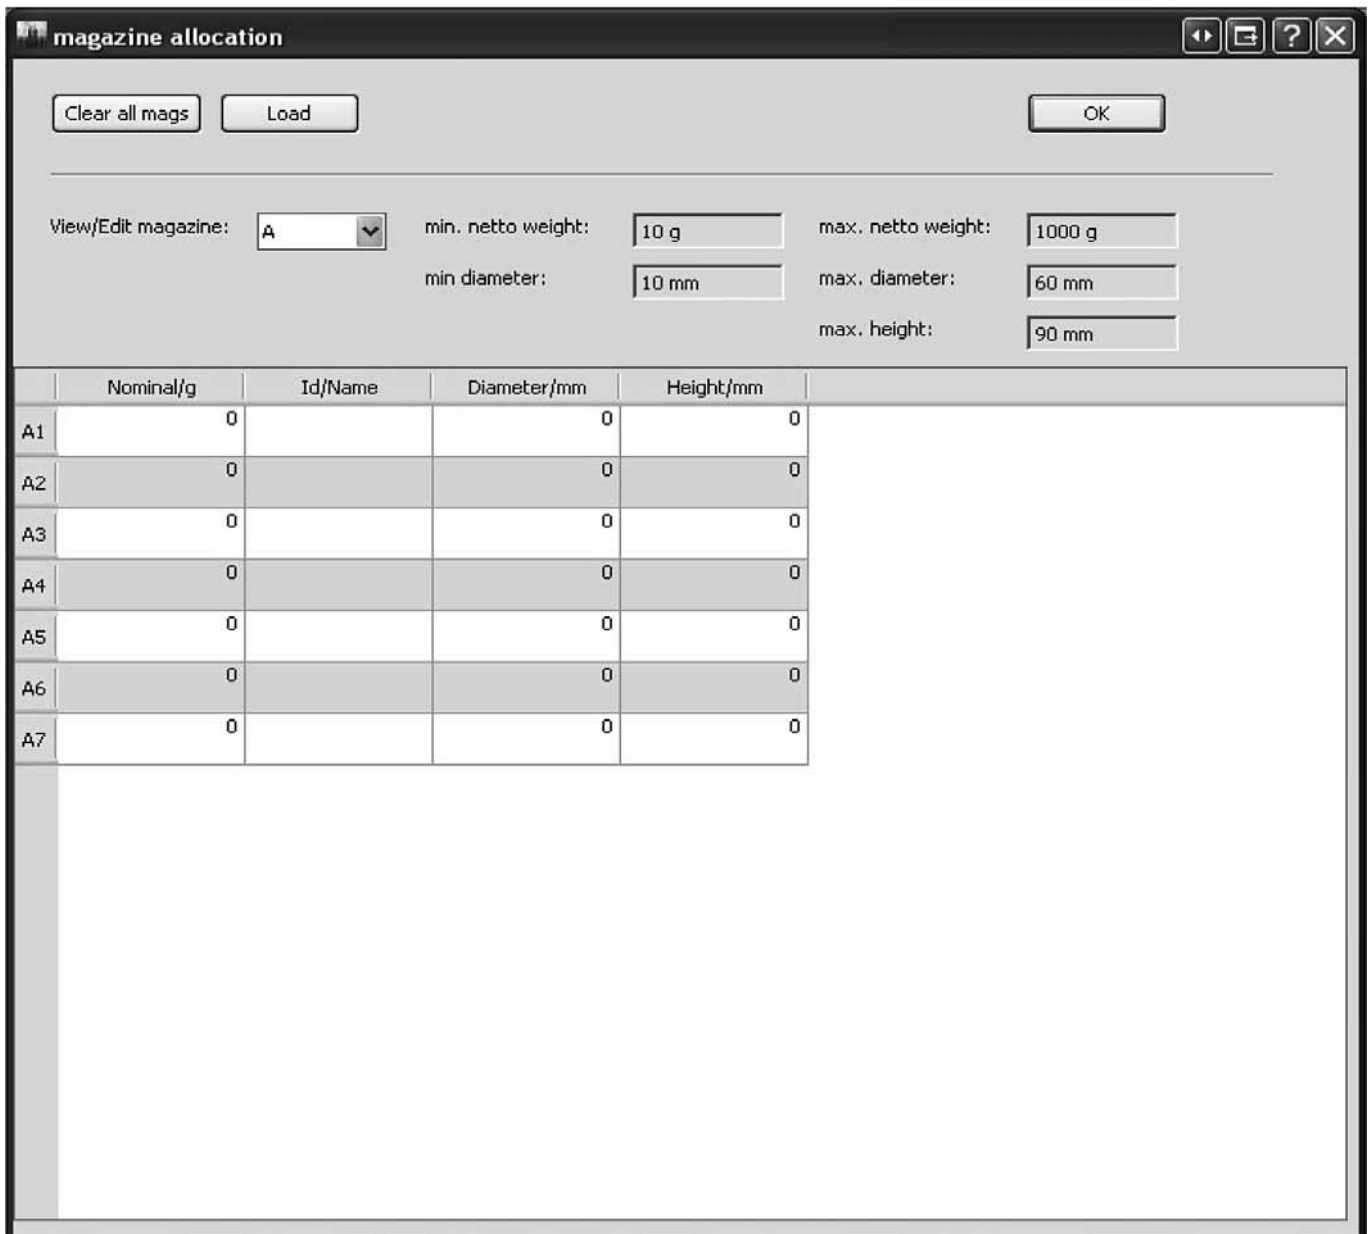 magazine allocation
Clear all mags Load OK
View/Edit magazine: A min. netto weight: 10 g max. netto weight: 1000 g
min diameter: 10 mm max. diameter: 60 mm
max. height: 90 mm
Nominal/g Id/Name Diameter/mm Height/mm
A1 0 0 0
A2 0 0 0
A3 0 0 0
A4 0 0 0
A5 0 0 0
A6 0 0 0
A7 0 0 0